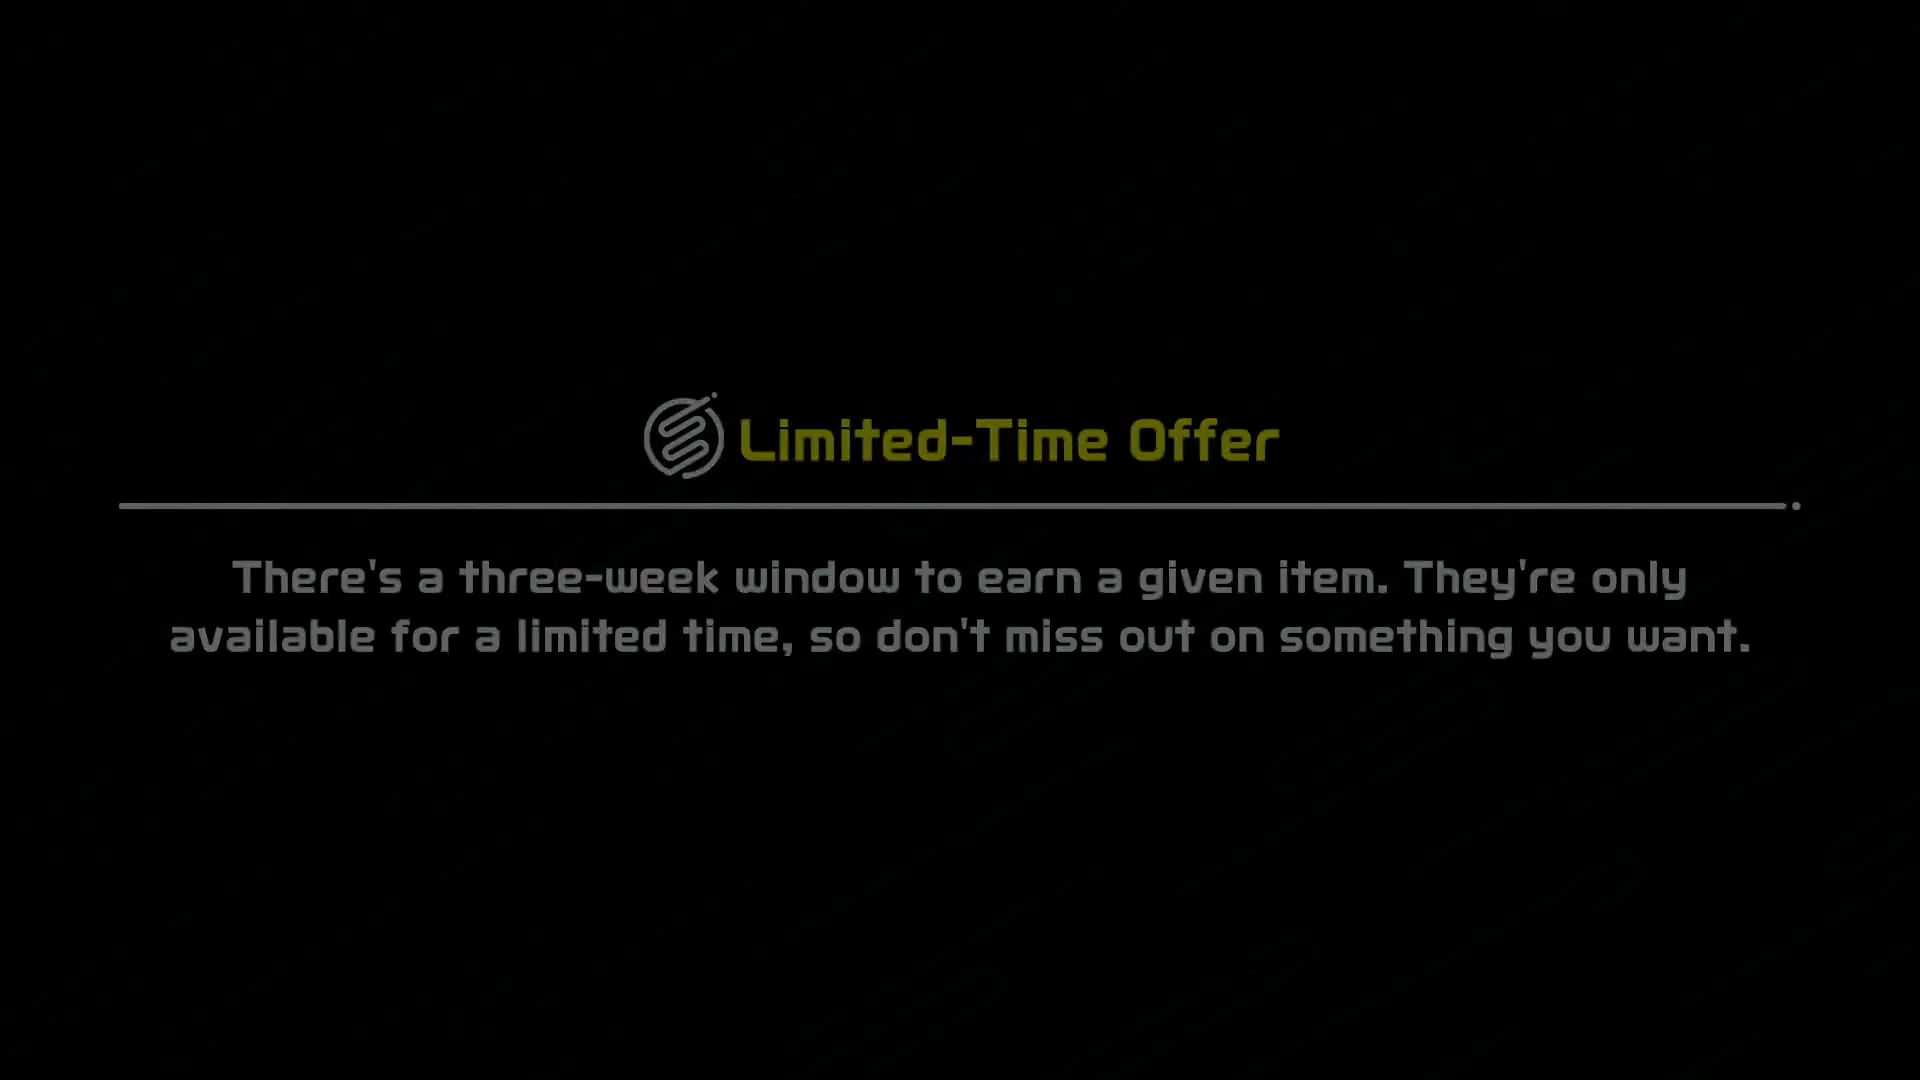 Limited-Time Offer
There's a three-week window to earn a given item. They're only
available for a limited time, so don't miss out on something you want.